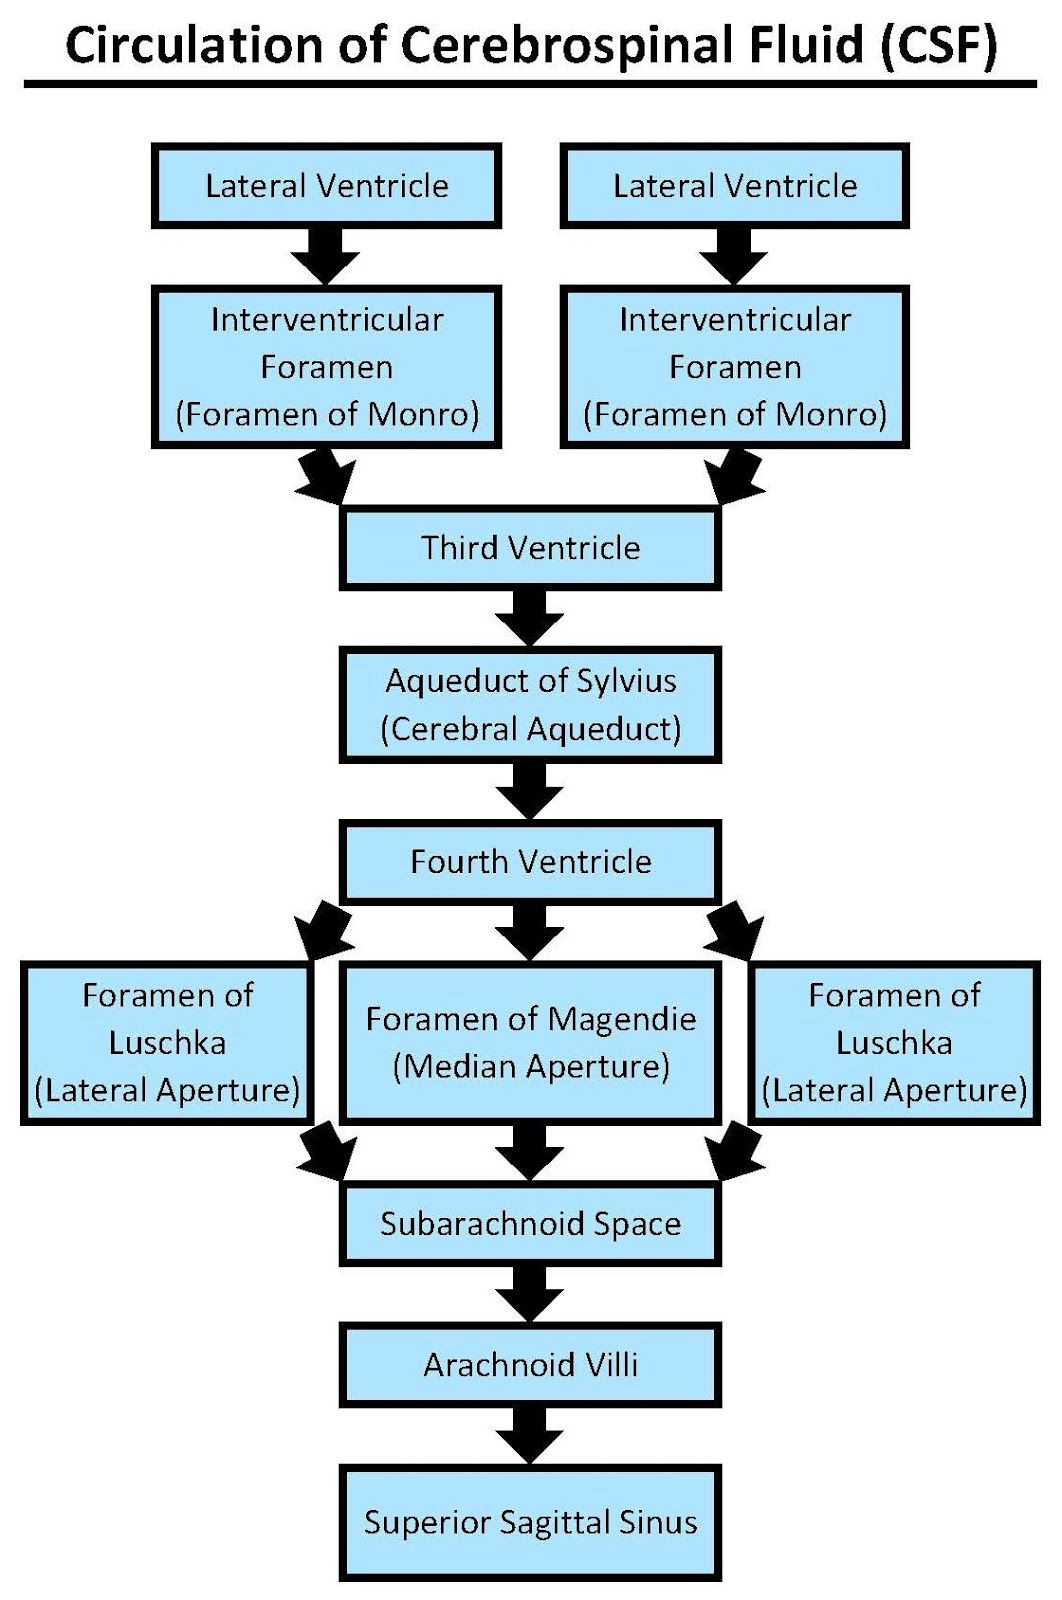 Circulation of Cerebrospinal Fluid (CSF)
Lateral Ventricle
Lateral Ventricle
Interventricular
Foramen
(Foramen of Monro)
Interventricular
Foramen
(Foramen of Monro)
Third Ventricle
Aqueduct of Sylvius
(Cerebral Aqueduct)
Fourth Ventricle
Foramen of
Luschka
(Lateral Aperture)
Foramen of Magendie
(Median Aperture)
Foramen of
Luschka
(Lateral Aperture)
Subarachnoid Space
Arachnoid Villi
Superior Sagittal Sinus